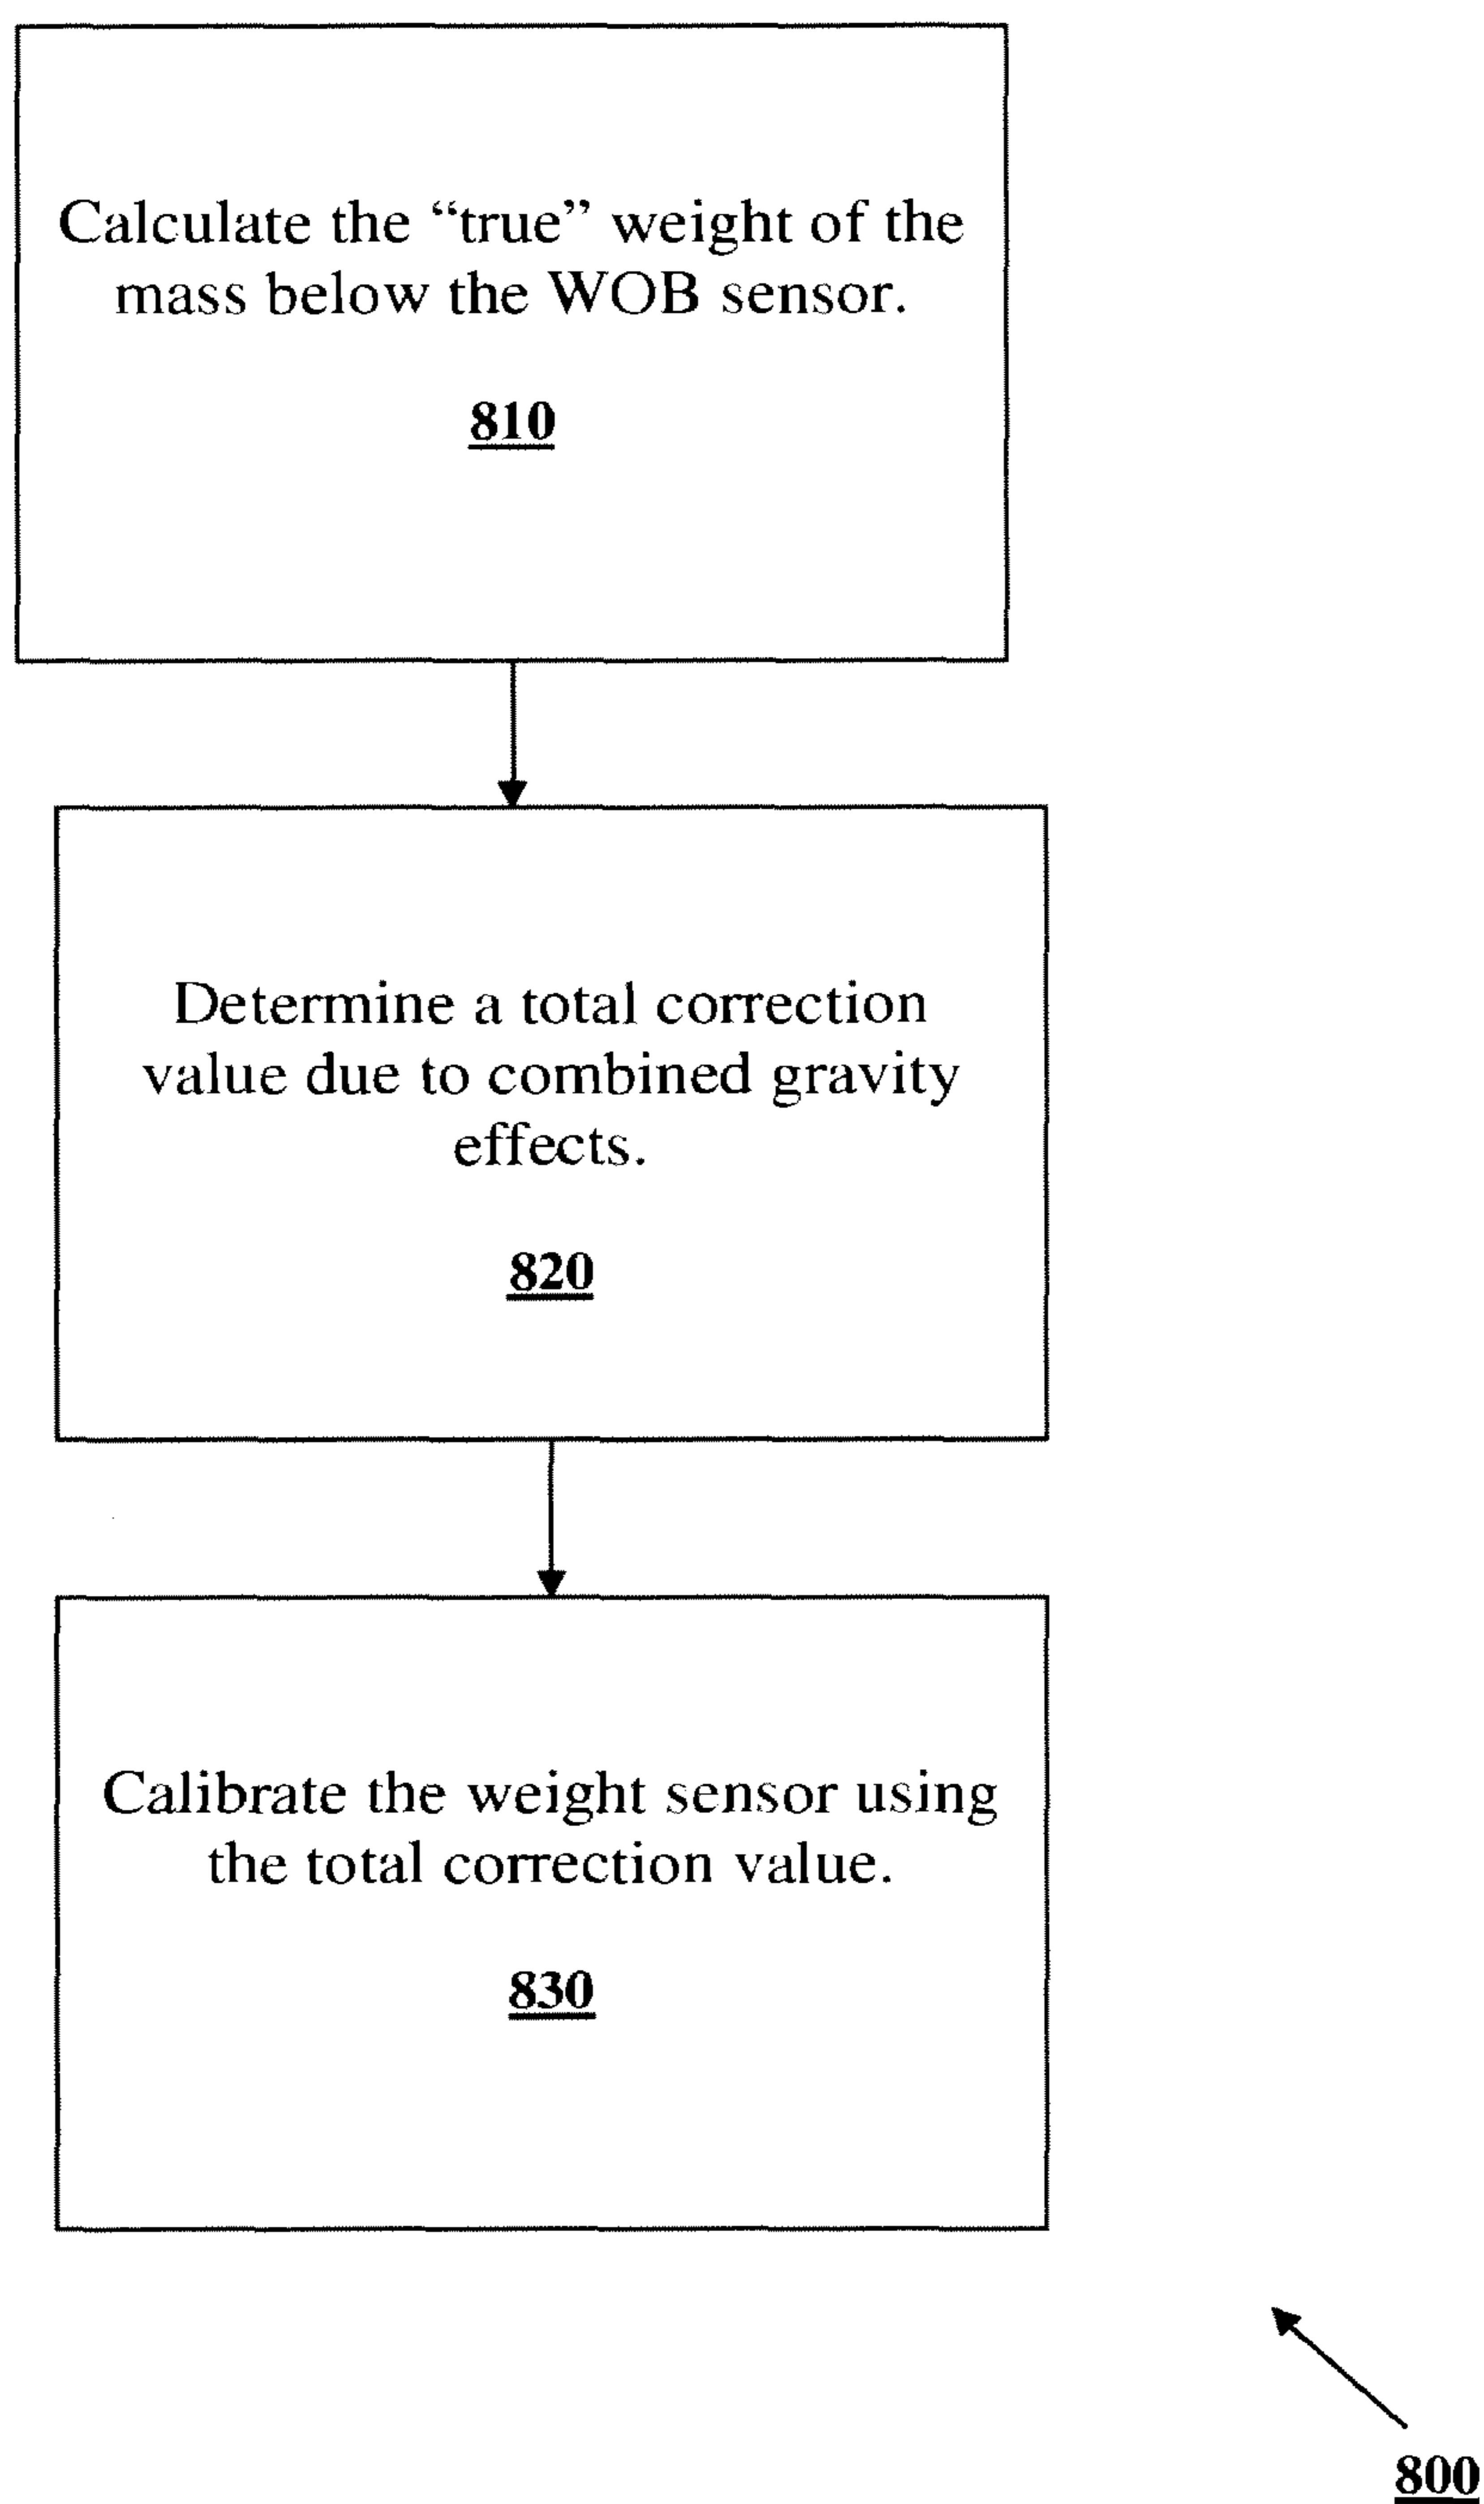 Calculate the “true” weight of the
mass below the WOB sensor.
810
Determine a total correction
value due to combined gravity
effects.
820
Calibrate the weight sensor using
the total correction value.
830
800